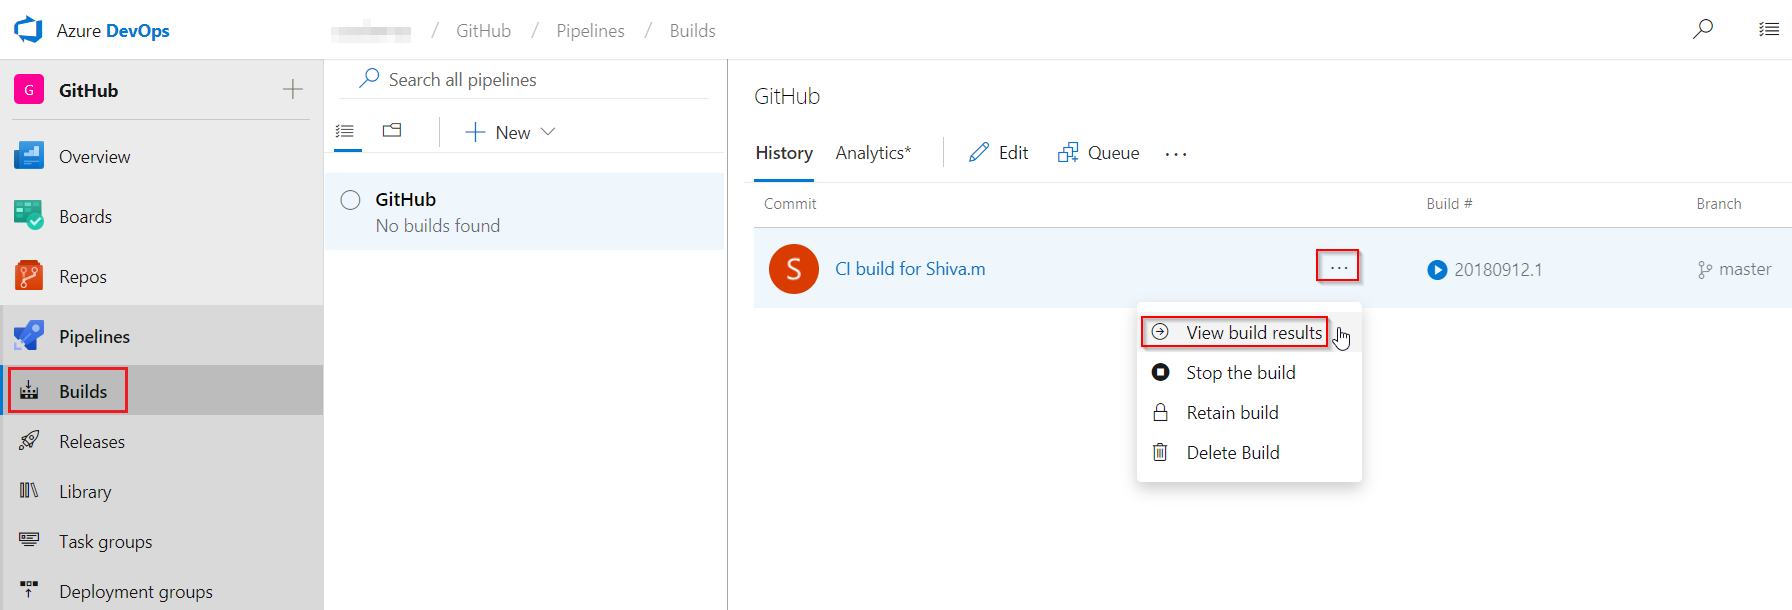 Azure DevOps
/ GitHub / Pipelines / Builds
G GitHub
Overview
Boards
Repos
Pipelines
Builds
Releases
Library
Task groups
Deployment groups
Search all pipelines
New
GitHub
No builds found
GitHub
History Analytics* Edit Queue ...
Commit Build # Branch
S CI build for Shiva.m ... 20180912.1 master
View build results
Stop the build
Retain build
Delete Build